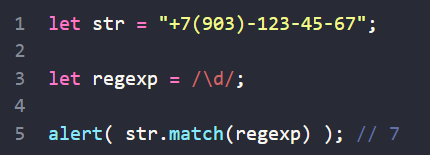 1 let str = "+7(903)-123-45-67";
2
3 let regexp = /\d/;
4
5 alert( str.match(regexp) ); // 7